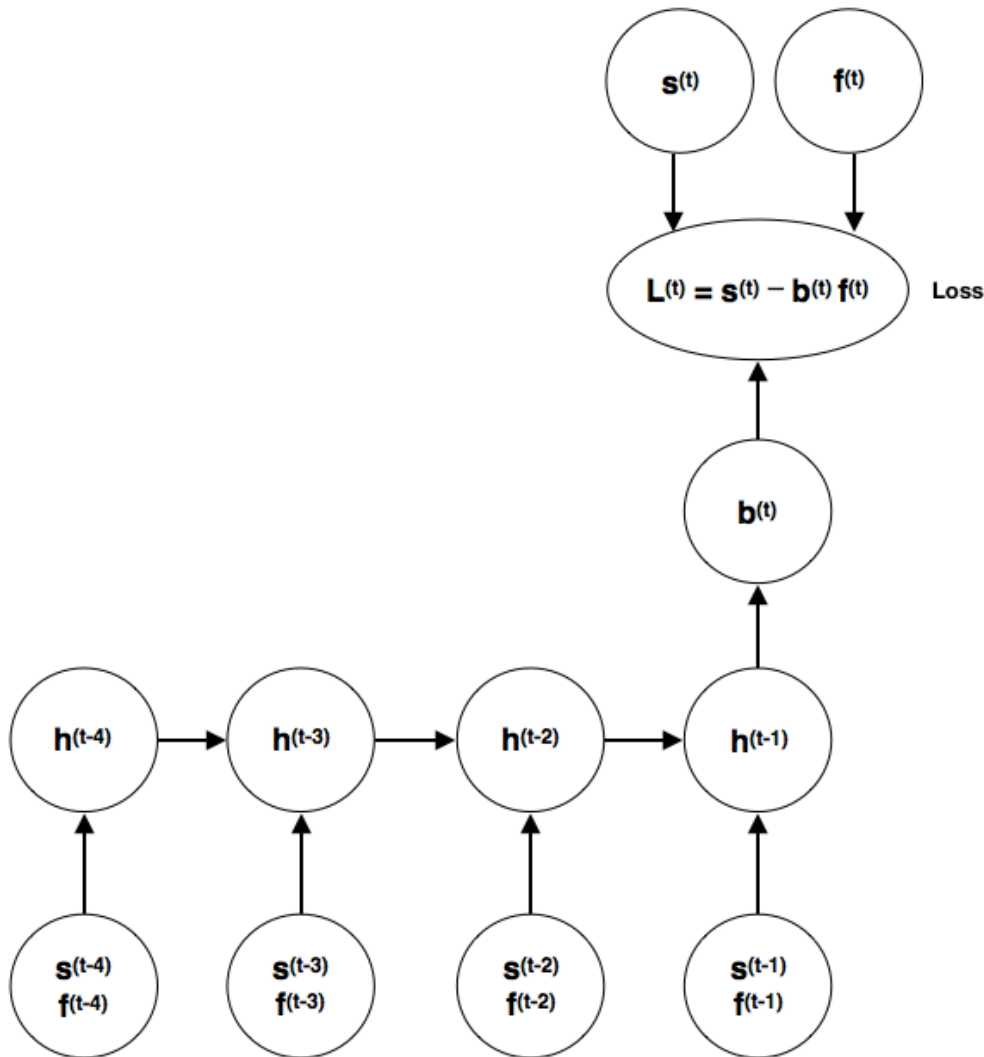 s(t) f(t)
L(t) = s(t) – b(t) f(t) Loss
b(t)
h(t-4) h(t-3) h(t-2) h(t-1)
s(t-4) s(t-3) s(t-2) s(t-1)
f(t-4) f(t-3) f(t-2) f(t-1)